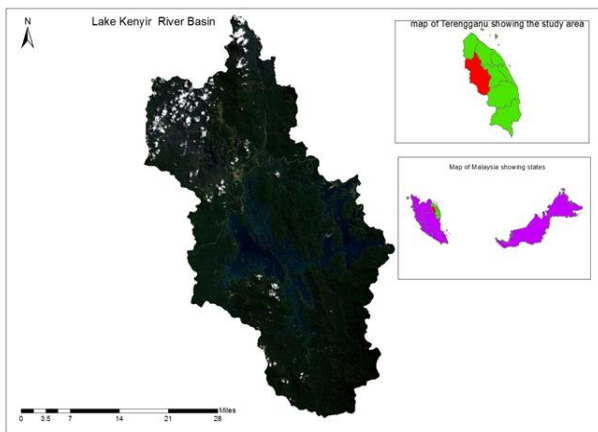 N
Lake Kenyir River Basin
map of Terengganu showing the study area
Map of Malaysia showing states
Miles
0 3.5 7 14 21 28